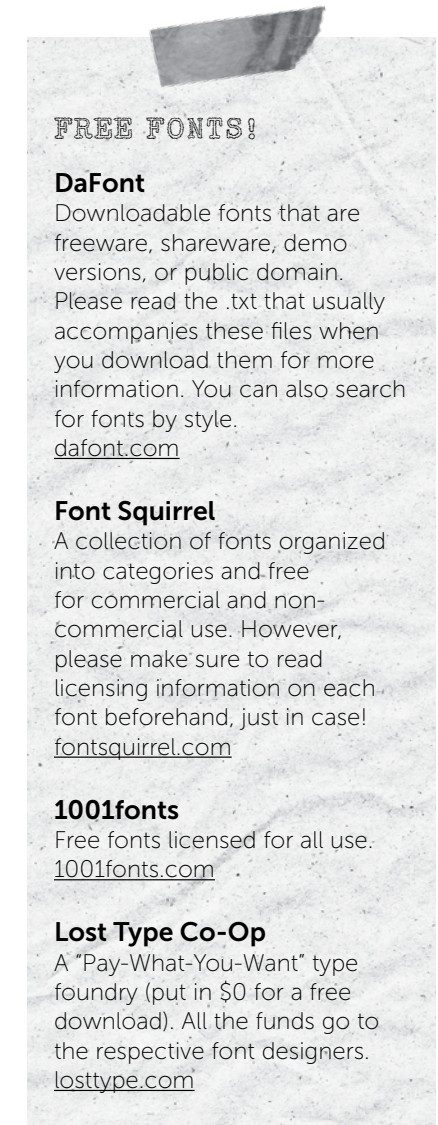 FREE FONTS!
DaFont
Downloadable fonts that are
freeware, shareware, demo
versions, or public domain.
Please read the .txt that usually
accompanies these files when
you download them for more
information. You can also search
for fonts by style.
dafont.com
Font Squirrel
A collection of fonts organized
into categories and free
for commercial and non-
commercial use. However,
please make sure to read
licensing information on each
font beforehand, just in case!
fontsquirrel.com
1001fonts
Free fonts licensed for all use.
1001fonts.com
Lost Type Co-Op
A "Pay-What-You-Want" type
foundry (put in $0 for a free
download). All the funds go to
the respective font designers.
losttype.com